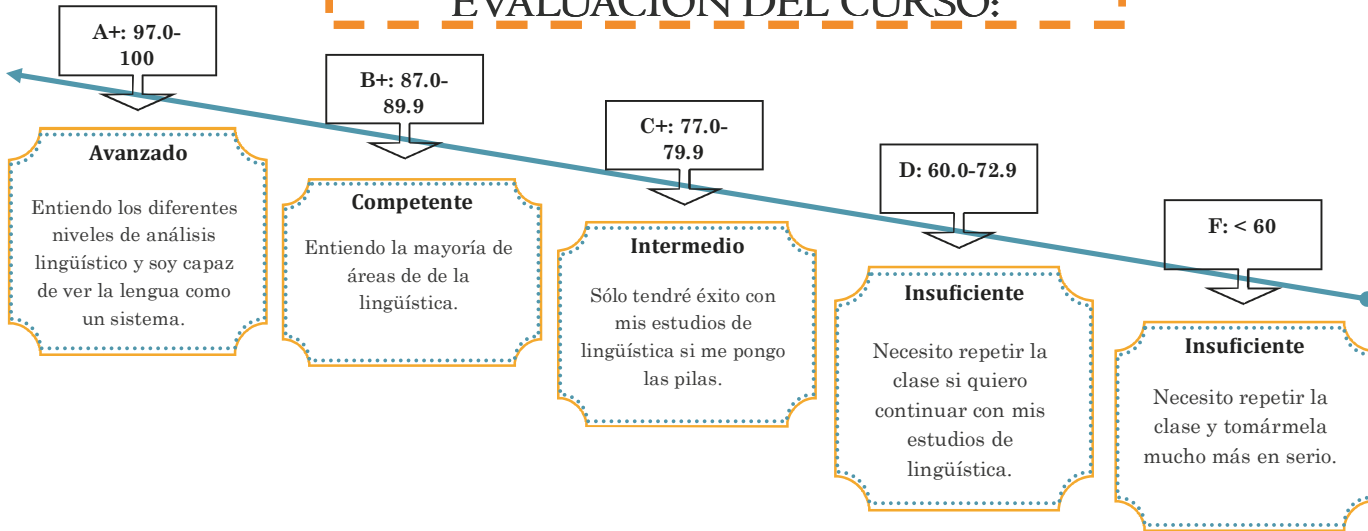 EVALUACIÓN DEL CURSO:
A+: 97.0-
100
Avanzado
Entiendo los diferentes
niveles de análisis
lingüístico y soy capaz
de ver la lengua como
un sistema.
B+: 87.0-
89.9
Competente
Entiendo la mayoría de
áreas de de la
lingüística.
C+: 77.0-
79.9
Intermedio
Sólo tendré éxito con
mis estudios de
lingüística si me pongo
las pilas.
D: 60.0-72.9
Insuficiente
Necesito repetir la
clase si quiero
continuar con mis
estudios de
lingüística.
F: < 60
Insuficiente
Necesito repetir la
clase y tomármela
mucho más en serio.